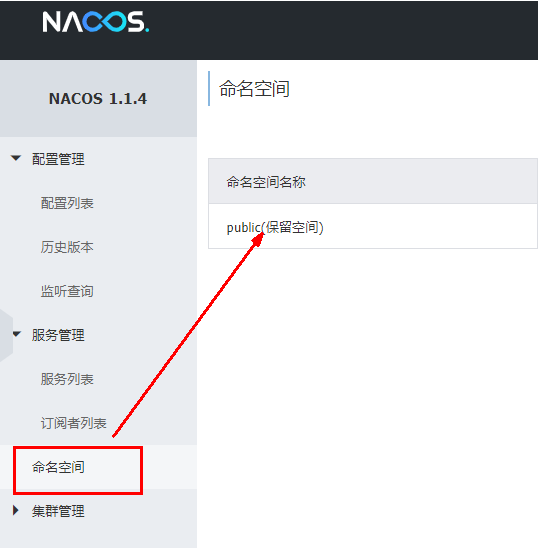 NACOS.
NACOS 1.1.4
配置管理
配置列表
历史版本
监听查询
服务管理
服务列表
订阅者列表
命名空间
集群管理
命名空间
命名空间名称
public(保留空间)